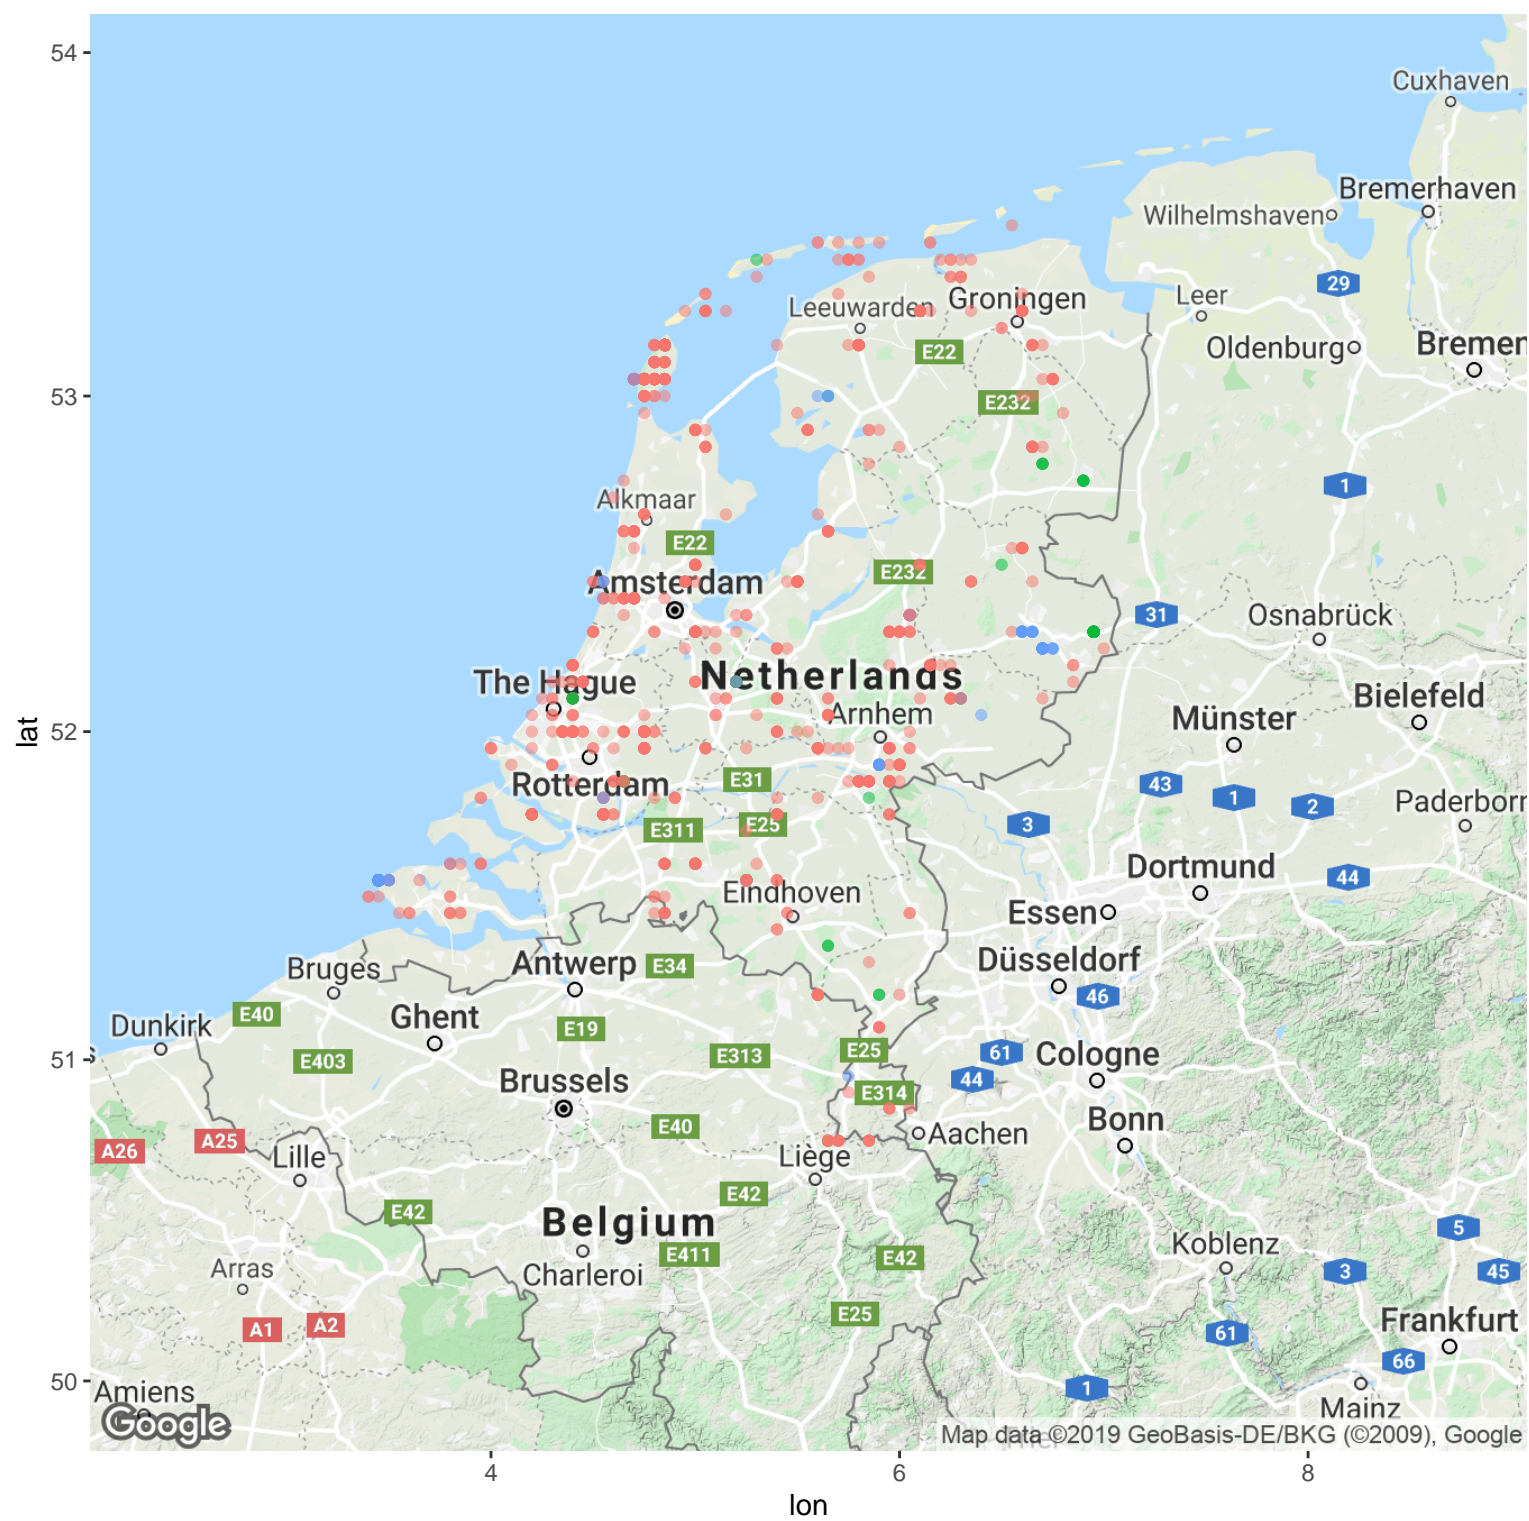 54
Cuxhaven
Bremerhaven
Wilhelmshaven
29
Leeuwarden
Groningen
Leer
E22
Oldenburg
Bremen
53
E232
1
Alkmaar
E22
Amsterdam
E232
31
Osnabrück
The Hague
Netherlands
Bielefeld
Arnhem
Münster
52
lat
Rotterdam
E31
43
1
2
Paderborn
E311
E25
3
Dortmund
44
Eindhoven
Essen
Bruges
Antwerp
E34
Düsseldorf
46
E40
Ghent
Dunkirk
E19
51
E403
E313
E25
61
Cologne
Brussels
E314
44
A26
A25
E40
Aachen
Bonn
Lille
Liège
E42
E42
Belgium
5
E411
E42
Koblenz
Arras
Charleroi
3
45
A1
A2
E25
61
Frankfurt
66
50
Amiens
1
Mainz
Google
Map data ©2019 GeoBasis-DE/BKG (©2009), Google
4
6
8
lon